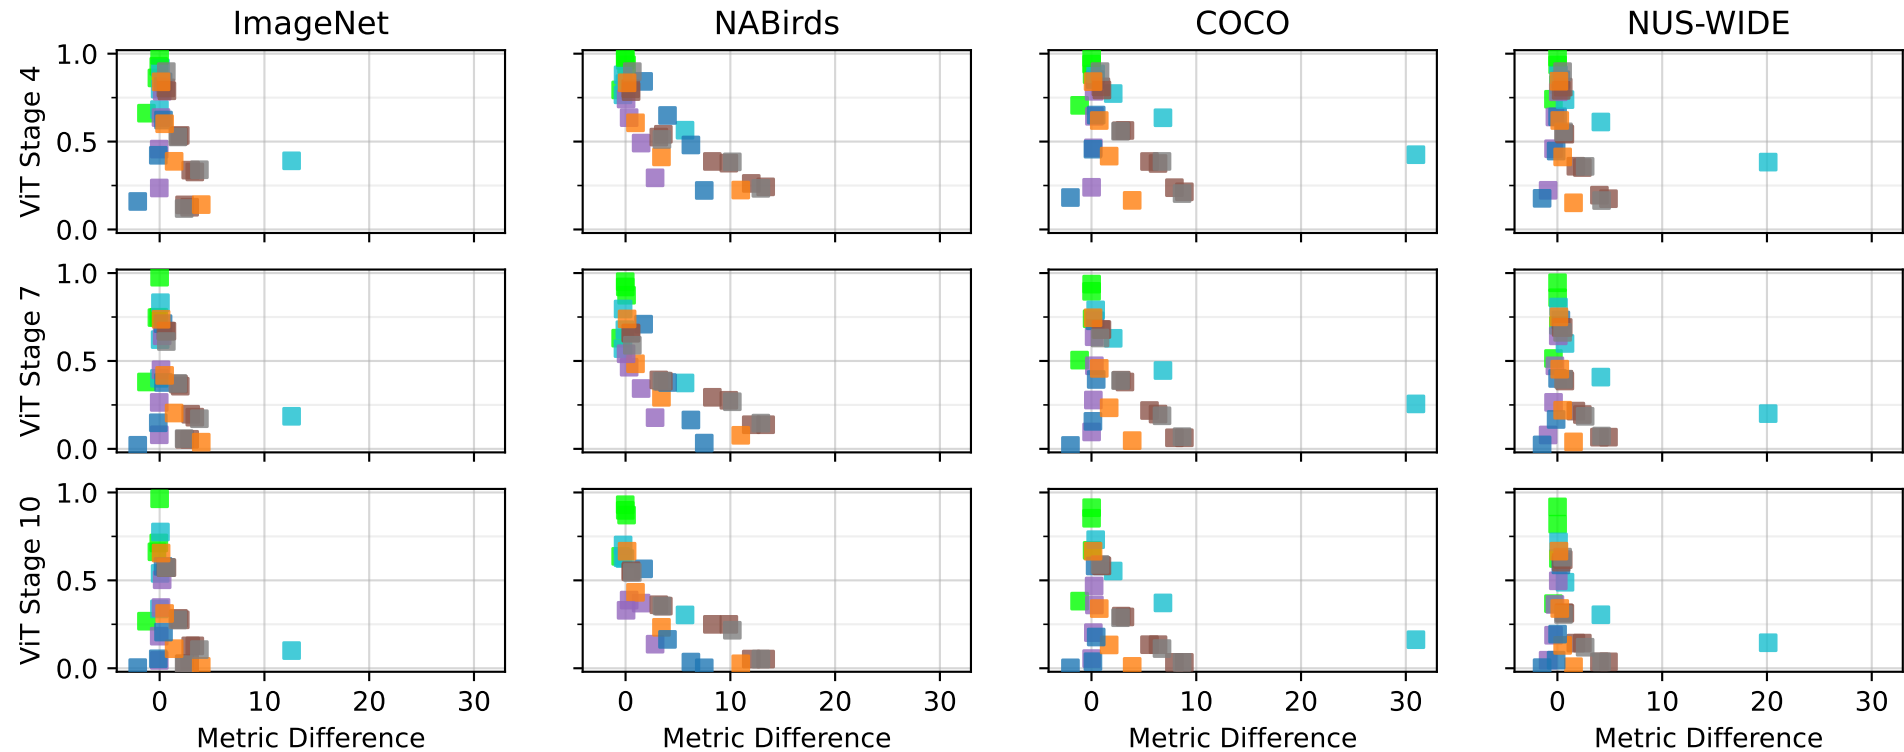 ImageNet NABirds COCO NUS-WIDE
ViT Stage 4
1.0
0.5
0.0
ViT Stage 7
1.0
0.5
0.0
ViT Stage 10
1.0
0.5
0.0
0 10 20 30 0 10 20 30 0 10 20 30 0 10 20 30
Metric Difference Metric Difference Metric Difference Metric Difference